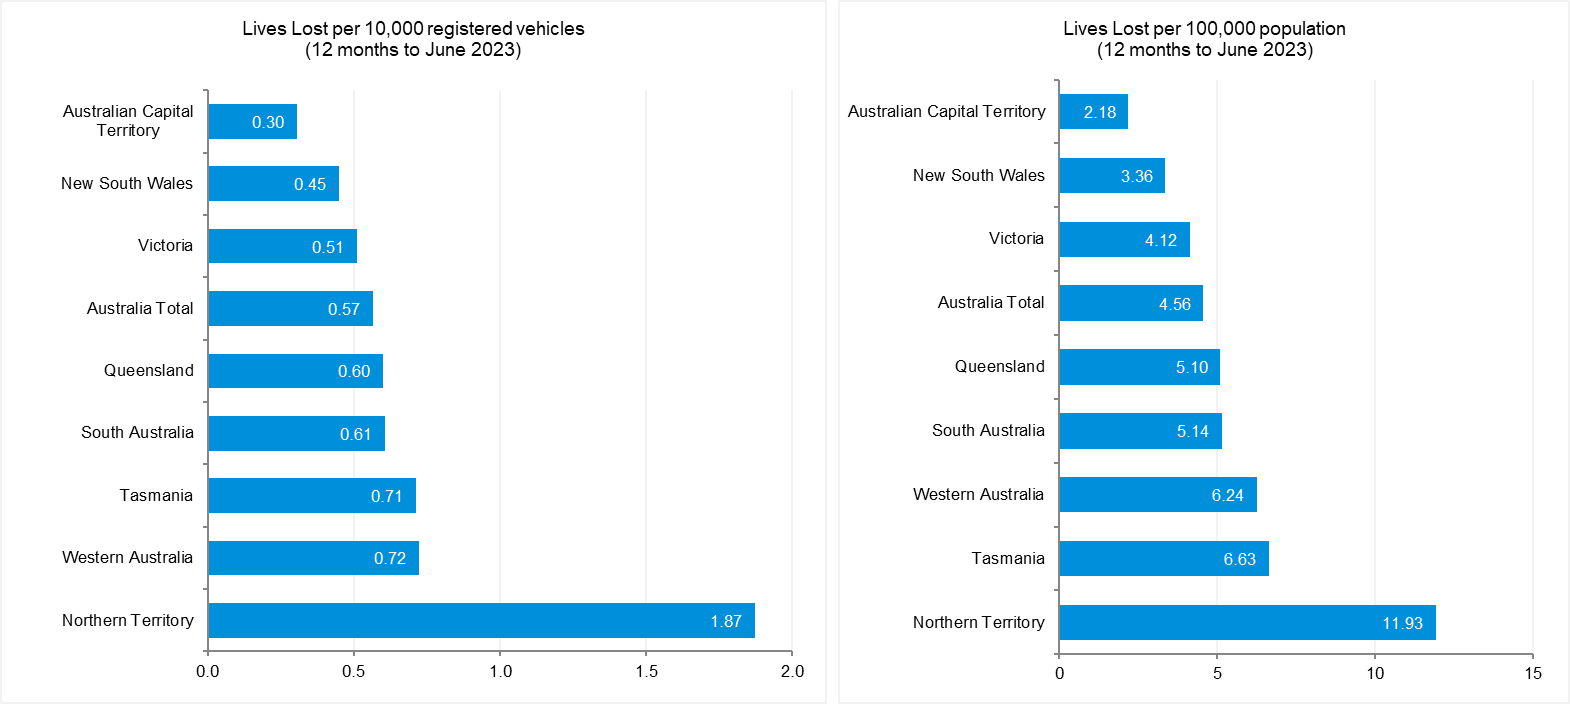 Lives Lost per 10,000 registered vehicles
(12 months to June 2023)
Australian Capital
Territory
0.30
New South Wales
0.45
Victoria
0.51
Australia Total
0.57
Queensland
0.60
South Australia
0.61
Tasmania
0.71
Western Australia
0.72
Northern Territory
1.87
0.0 0.5 1.0 1.5 2.0
Lives Lost per 100,000 population
(12 months to June 2023)
Australian Capital Territory
2.18
New South Wales
3.36
Victoria
4.12
Australia Total
4.56
Queensland
5.10
South Australia
5.14
Western Australia
6.24
Tasmania
6.63
Northern Territory
11.93
0 5 10 15